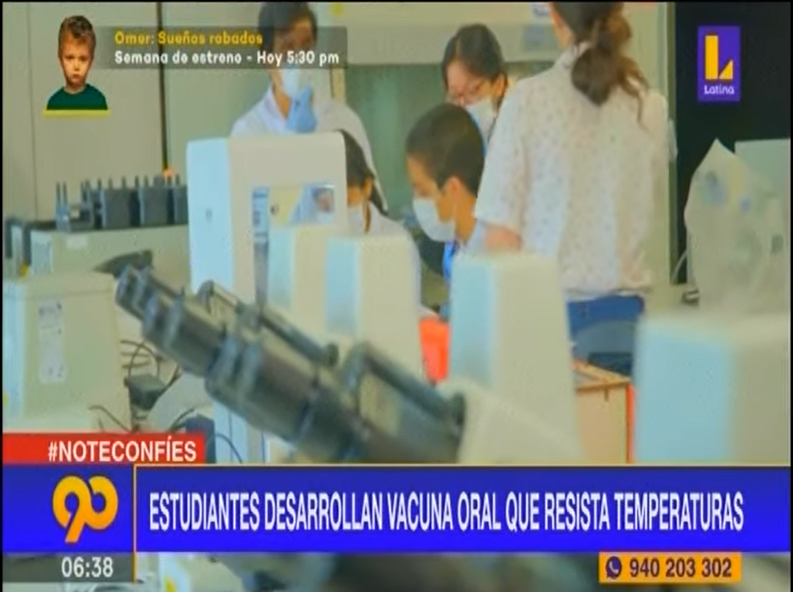 Omer: Sueños robados
Semana de estreno - Hoy 5:30 pm
Latina
#NOTECONFÍES
90
ESTUDIANTES DESARROLLAN VACUNA ORAL QUE RESISTA TEMPERATURAS
06:38
940 203 302